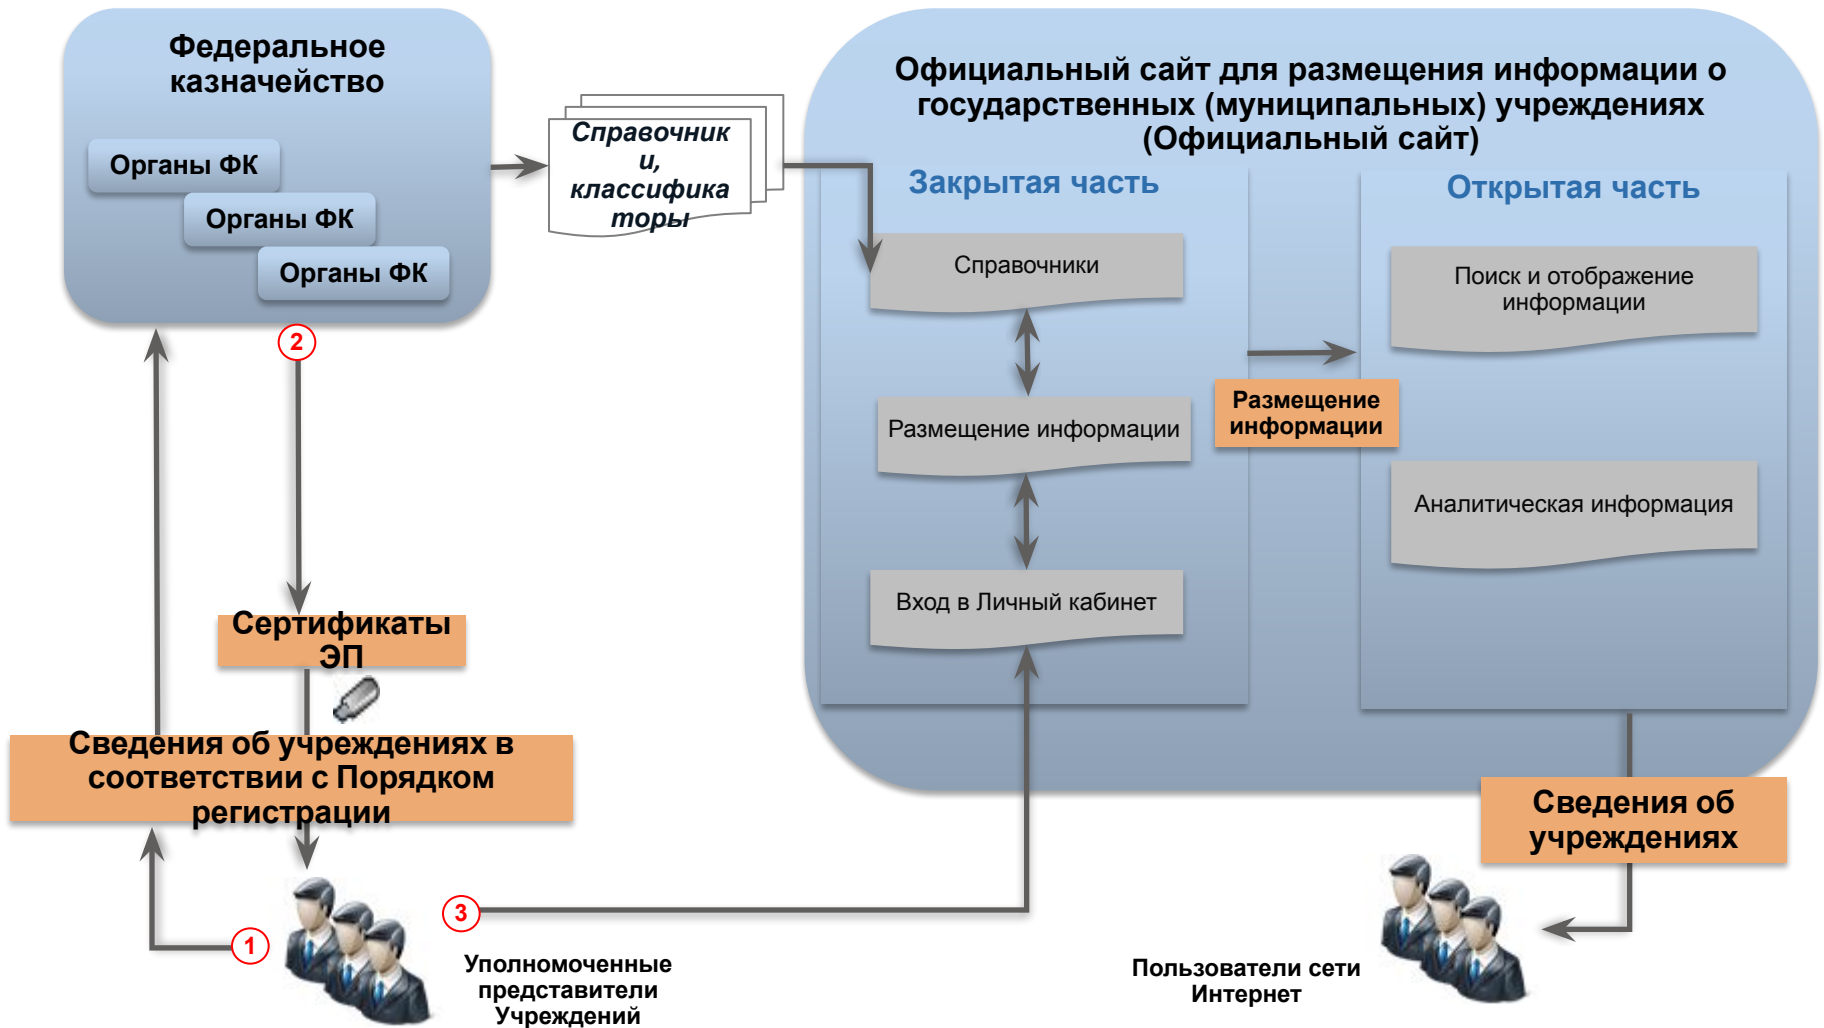 Федеральное
казначейство
Органы ФК
Органы ФК
Органы ФК
Справочник
и,
классифика
торы
Официальный сайт для размещения информации о
государственных (муниципальных) учреждениях
(Официальный сайт)
Закрытая часть
Справочники
Размещение информации
Вход в Личный кабинет
Размещение
информации
Открытая часть
Поиск и отображение
информации
Аналитическая информация
2
Сертификаты
ЭП
Сведения об учреждениях в
соответствии с Порядком
регистрации
1
3
Уполномоченные
представители
Учреждений
Сведения об
учреждениях
Пользователи сети
Интернет